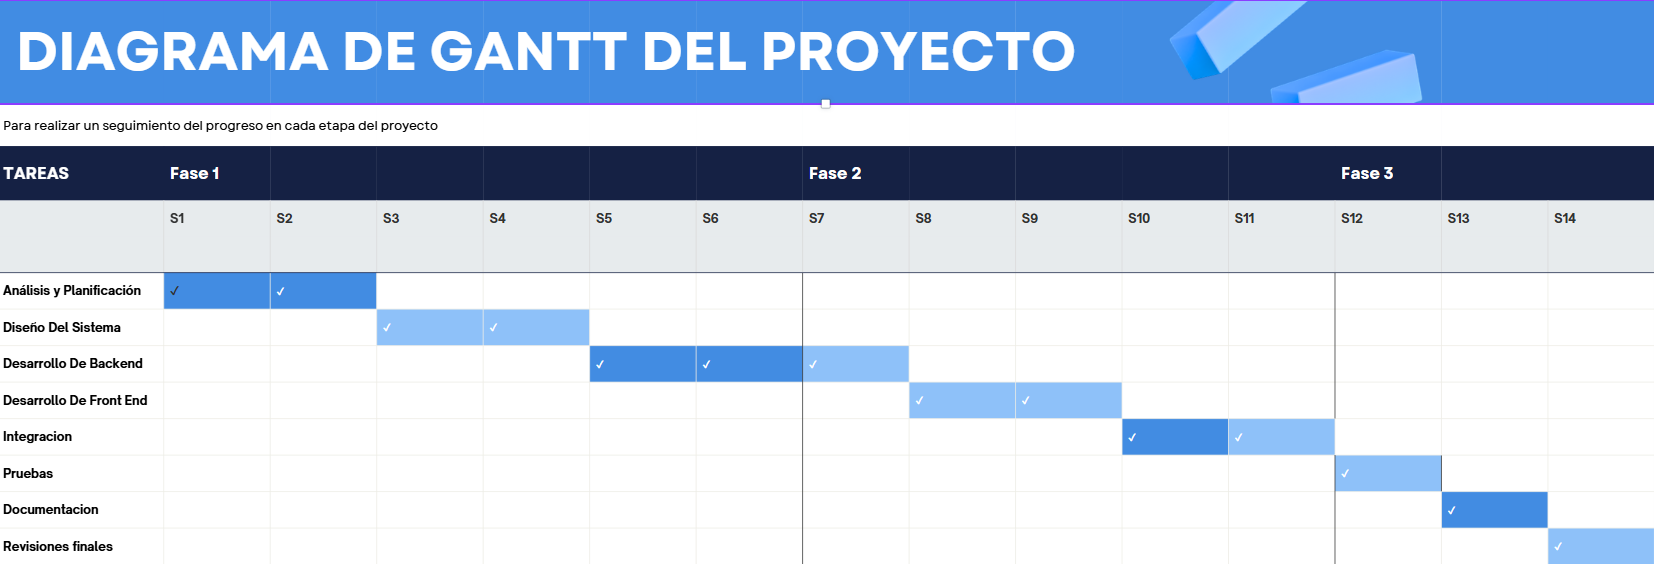 DIAGRAMA DE GANTT DEL PROYECTO
Para realizar un seguimiento del progreso en cada etapa del proyecto
TAREAS Fase 1 Fase 2 Fase 3
S1 S2 S3 S4 S5 S6 S7 S8 S9 S10 S11 S12 S13 S14
Análisis y Planificación ✓ ✓
Diseño Del Sistema ✓ ✓
Desarrollo De Backend ✓ ✓ ✓
Desarrollo De Front End ✓ ✓
Integracion ✓ ✓
Pruebas ✓
Documentacion ✓
Revisiones finales ✓